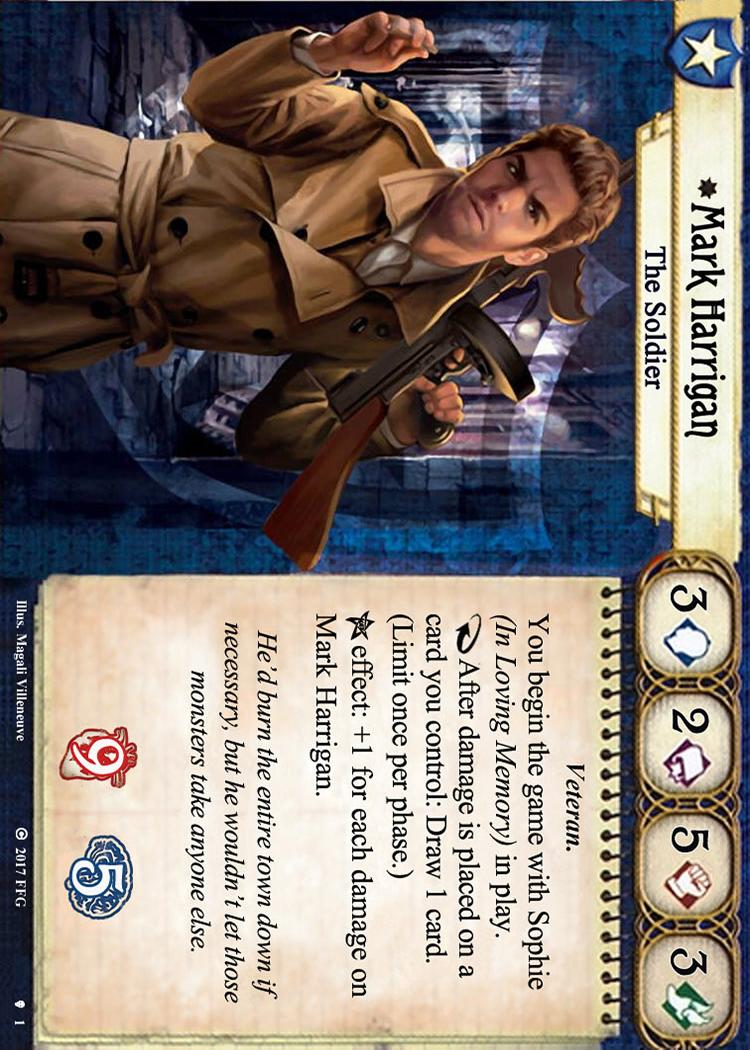 Mark Harrigan
The Soldier
3 2 5 3
Veteran.
You begin the game with Sophie
(In Loving Memory) in play.
After damage is placed on a
card you control: Draw 1 card.
(Limit once per phase.)
effect: +1 for each damage on
Mark Harrigan.
He'd burn the entire town down if
necessary, but he wouldn't let those
monsters take anyone else.
9 5
Illus. Magali Villeneuve © 2017 FFG 1